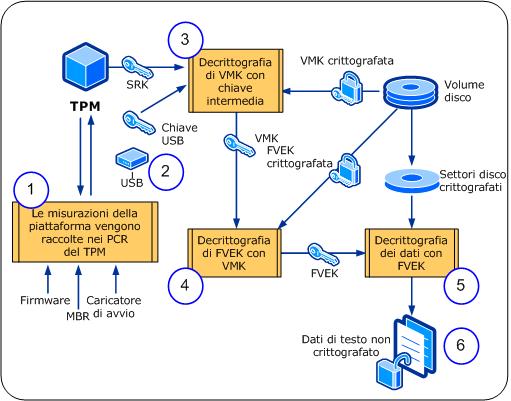 3
Decrittografia
di VMK con
chiave
intermedia
SRK
TPM
VMK crittografata
Volume
disco
Chiave
USB
USB
2
VMK
FVEK
crittografata
Settori disco
crittografati
1
Le misurazioni della
piattaforma vengono
raccolte nei PCR
del TPM
Decrittografia
di FVEK con
VMK
4
FVEK
Decrittografia
dei dati con
FVEK
5
Firmware
MBR
Caricatore
di avvio
Dati di testo non
crittografato
6